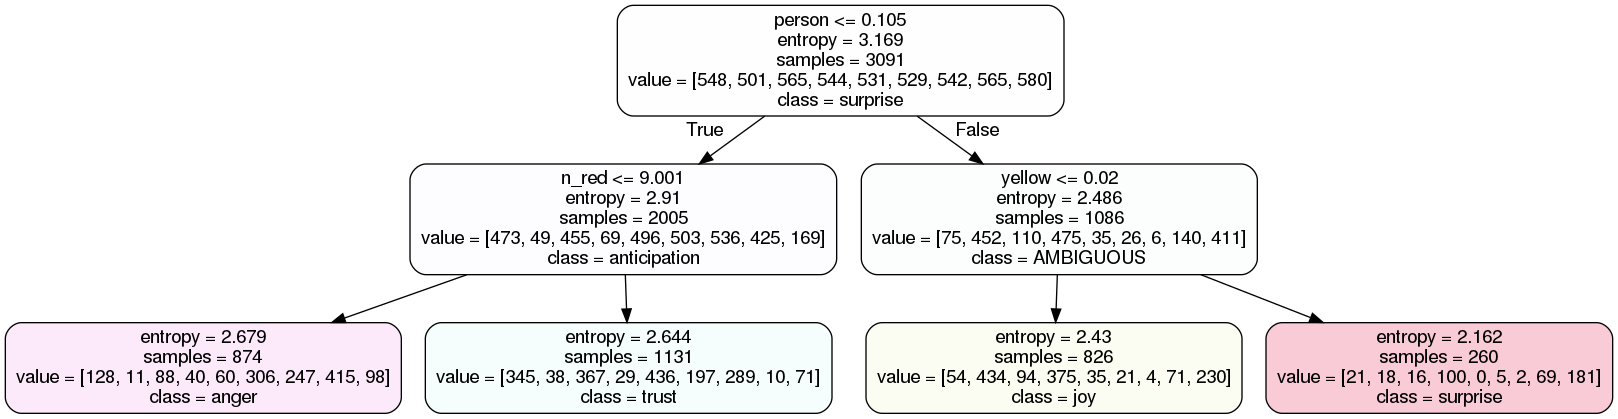 person <= 0.105
entropy = 3.169
samples = 3091
value = [548, 501, 565, 544, 531, 529, 542, 565, 580]
class = surprise
True
False
n_red <= 9.001
entropy = 2.91
samples = 2005
value = [473, 49, 455, 69, 496, 503, 536, 425, 169]
class = anticipation
yellow <= 0.02
entropy = 2.486
samples = 1086
value = [75, 452, 110, 475, 35, 26, 6, 140, 411]
class = AMBIGUOUS
entropy = 2.679
samples = 874
value = [128, 11, 88, 40, 60, 306, 247, 415, 98]
class = anger
entropy = 2.644
samples = 1131
value = [345, 38, 367, 29, 436, 197, 289, 10, 71]
class = trust
entropy = 2.43
samples = 826
value = [54, 434, 94, 375, 35, 21, 4, 71, 230]
class = joy
entropy = 2.162
samples = 260
value = [21, 18, 16, 100, 0, 5, 2, 69, 181]
class = surprise